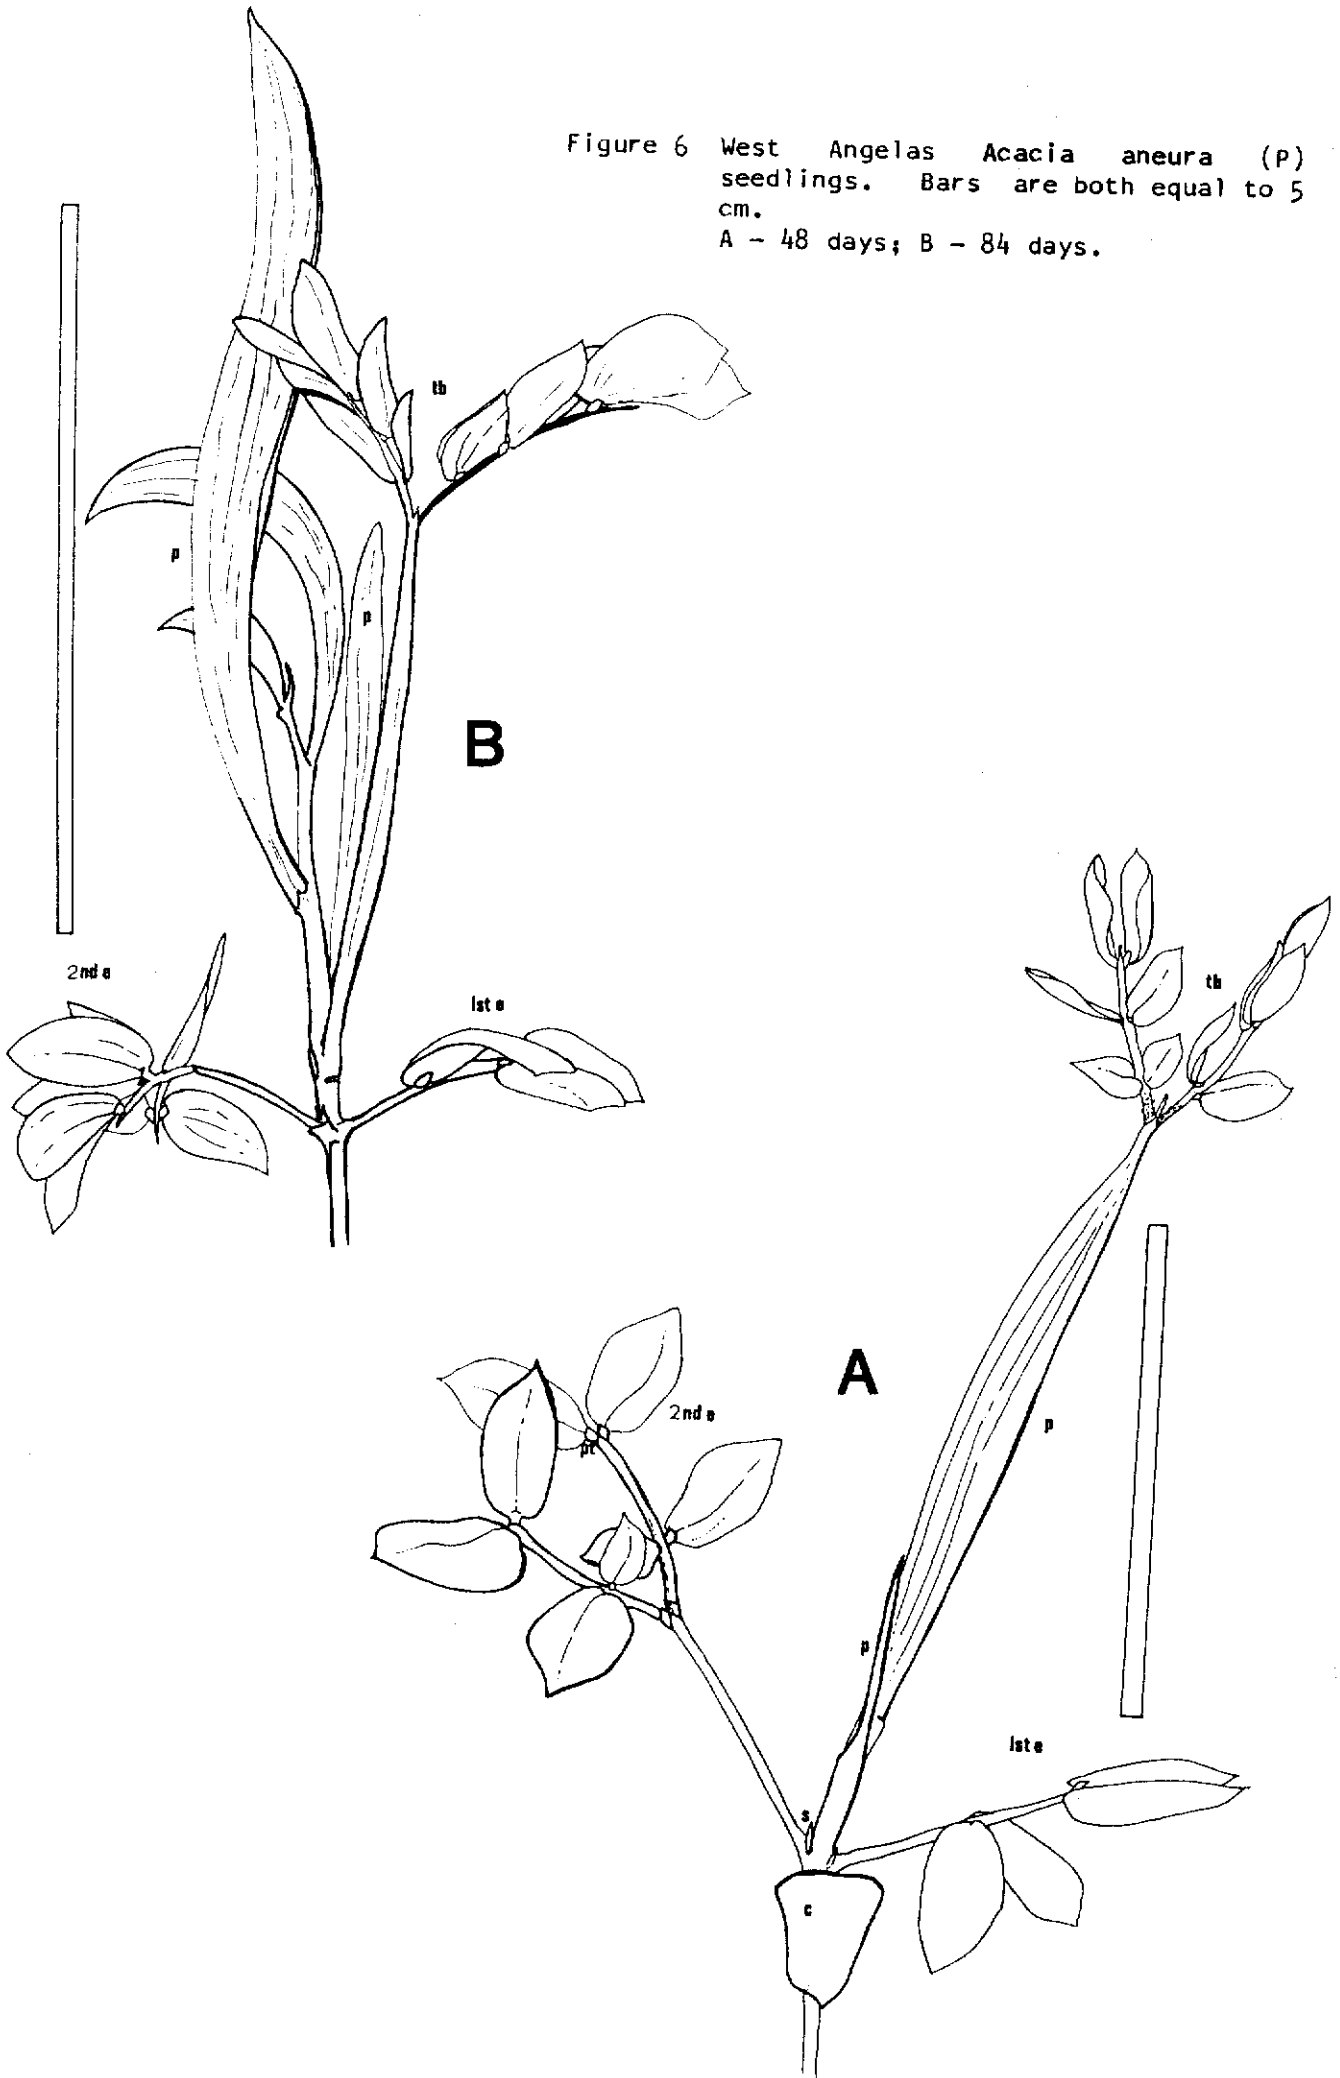 Figure 6 West Angelas Acacia aneura (P)
seedlings. Bars are both equal to 5
cm.
A - 48 days; B - 84 days.
tb
p
p
B
2nd e
1st e
tb
A
2nd e
pt
p
p
1st e
s
c